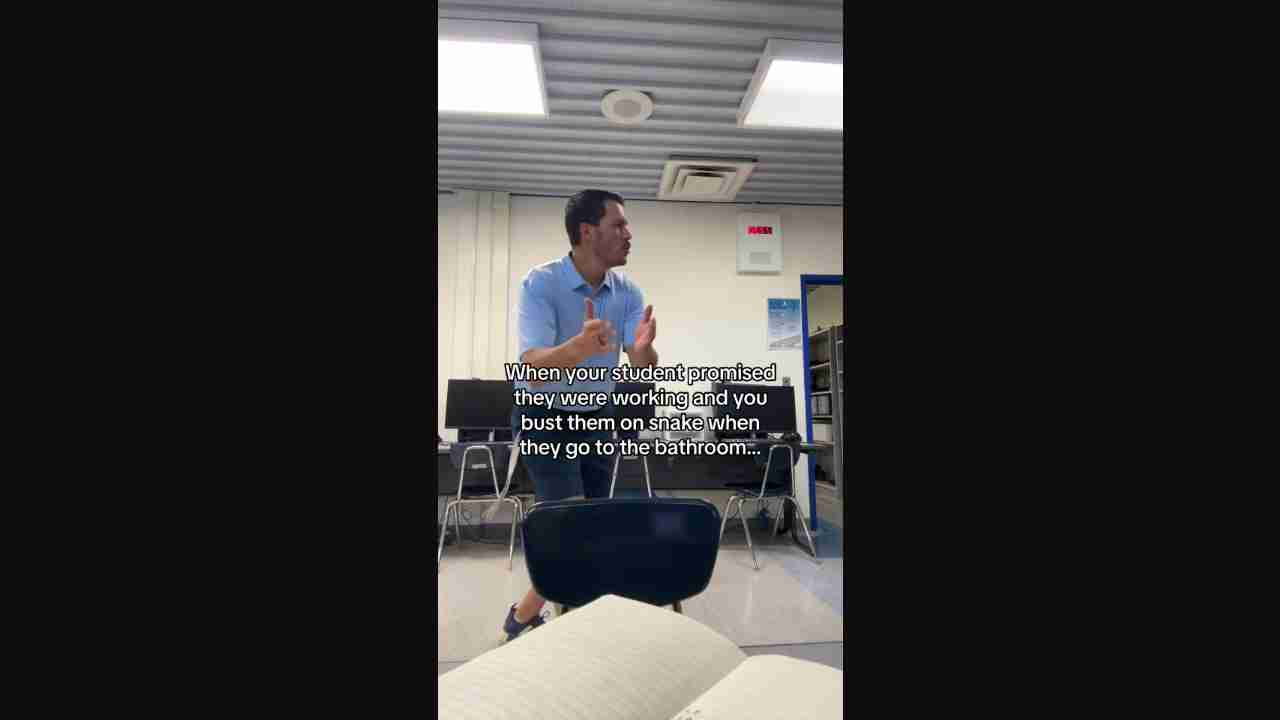 When your student promised
they were working and you
bust them on snake when
they go to the bathroom...